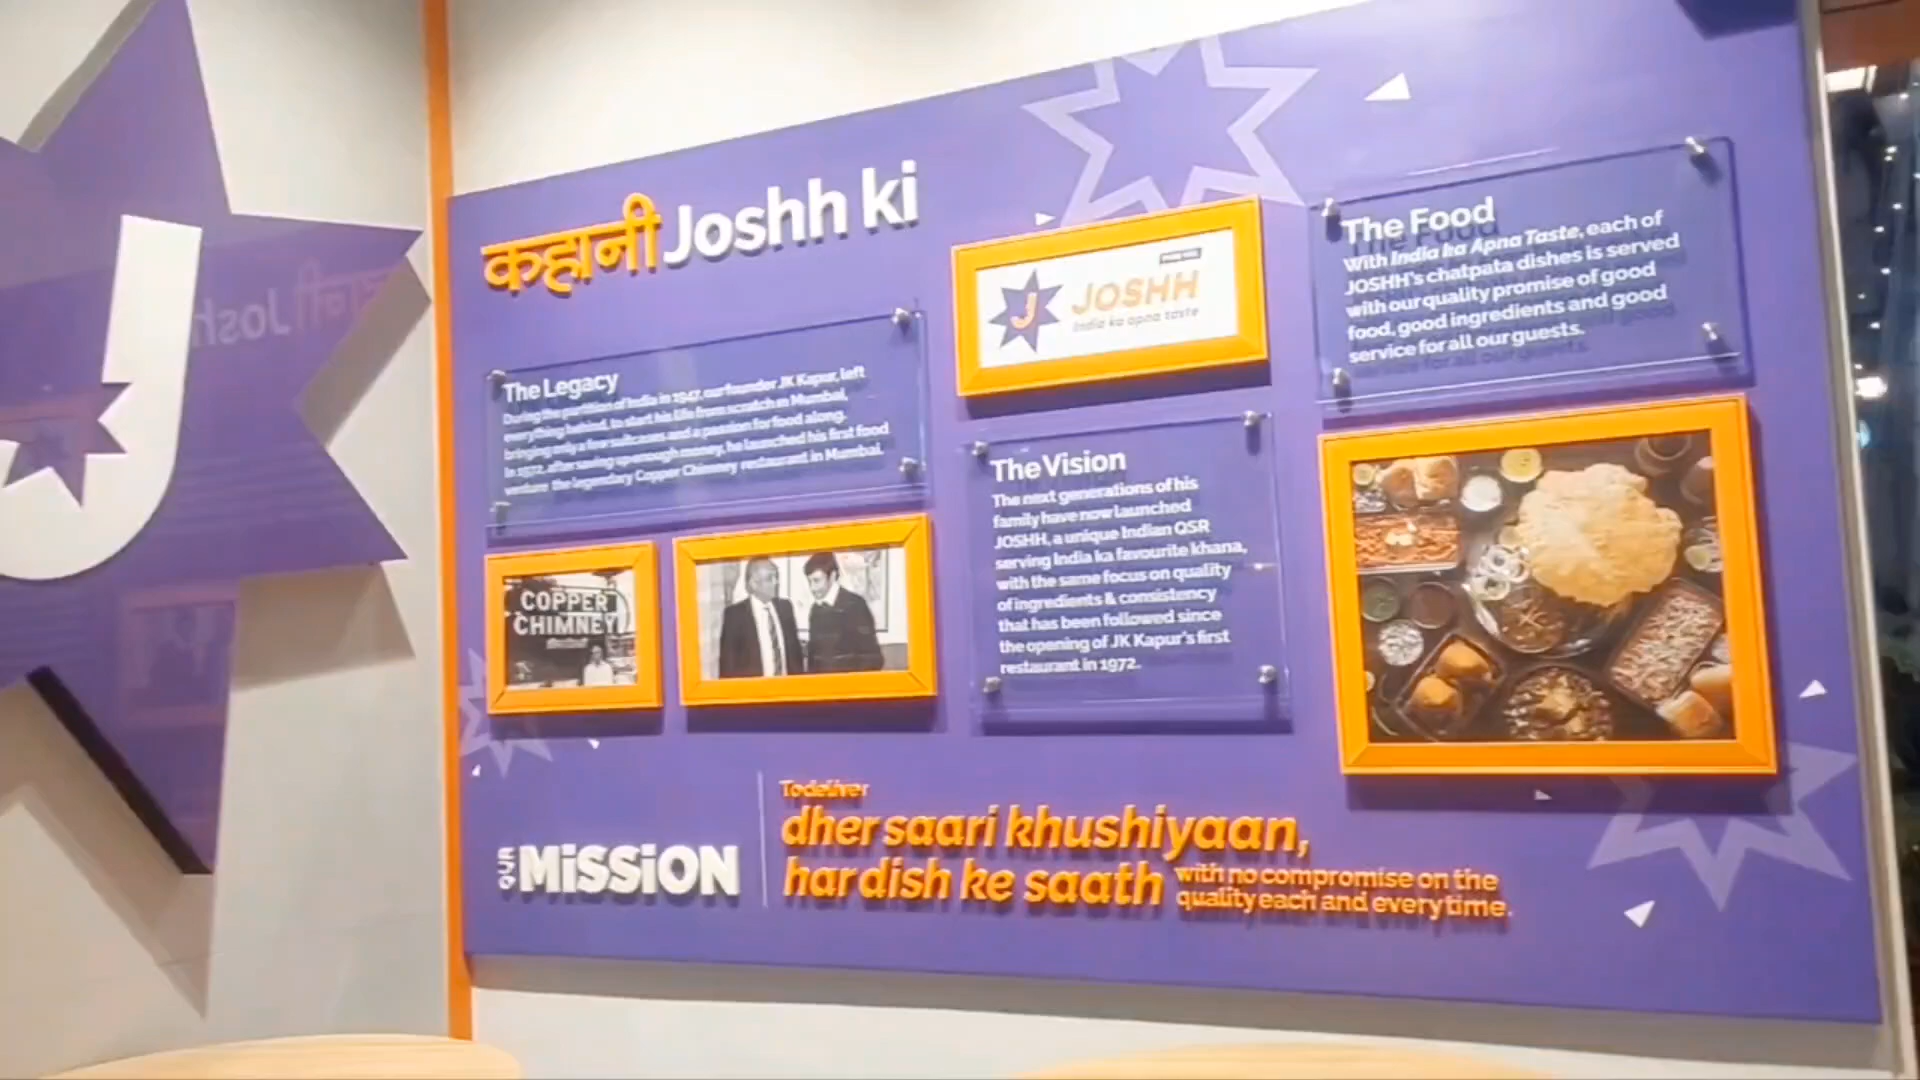 कहानी Joshh ki
The Legacy
During the partition of India in 1947, our founder JK Kapur, left
everything behind, to start his life from scratch in Mumbai,
bringing only a few suitcases and a passion for food along.
In 1972, after saving up enough money, he launched his first food
venture the legendary Copper Chimney restaurant in Mumbai.
COPPER
CHIMNEY
J
JOSHH
India ka apna taste
The Vision
The next generations of his
family have now launched
JOSHH, a unique Indian QSR
serving India ka favourite khana,
with the same focus on quality
of ingredients & consistency
that has been followed since
the opening of JK Kapur's first
restaurant in 1972.
The Food
With India ka Apna Taste, each of
JOSHH's chatpata dishes is served
with our quality promise of good
food, good ingredients and good
service for all our guests.
OUR MiSSiON
To deliver
dher saari khushiyaan,
har dish ke saath with no compromise on the
quality each and every time.
J